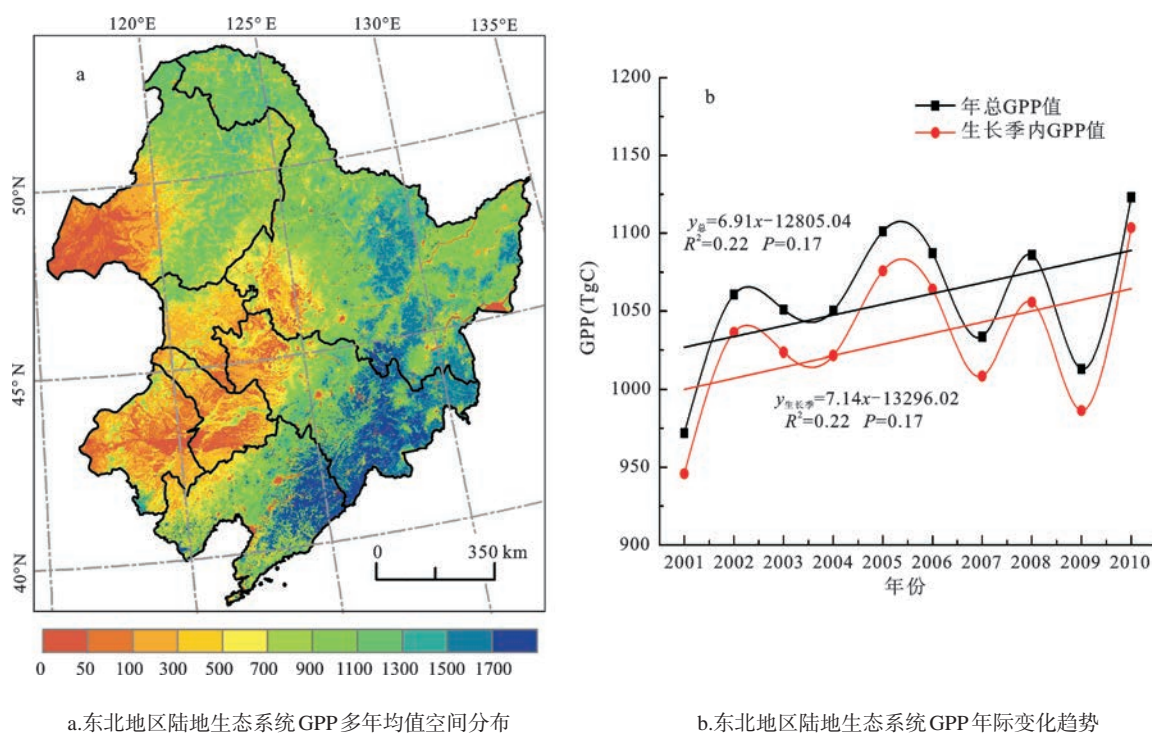 120°E 125°E 130°E 135°E
a
50°N
45°N
40°N
0 350 km
0 50 100 300 500 700 900 1100 1300 1500 1700
a.东北地区陆地生态系统GPP多年均值空间分布
b
年总GPP值
生长季内GPP值
1200
1150
1100
1050
1000
950
900
GPP(TgC)
y总=6.91x−12805.04
R²=0.22 P=0.17
y生长季=7.14x−13296.02
R²=0.22 P=0.17
2001 2002 2003 2004 2005 2006 2007 2008 2009 2010
年份
b.东北地区陆地生态系统GPP年际变化趋势